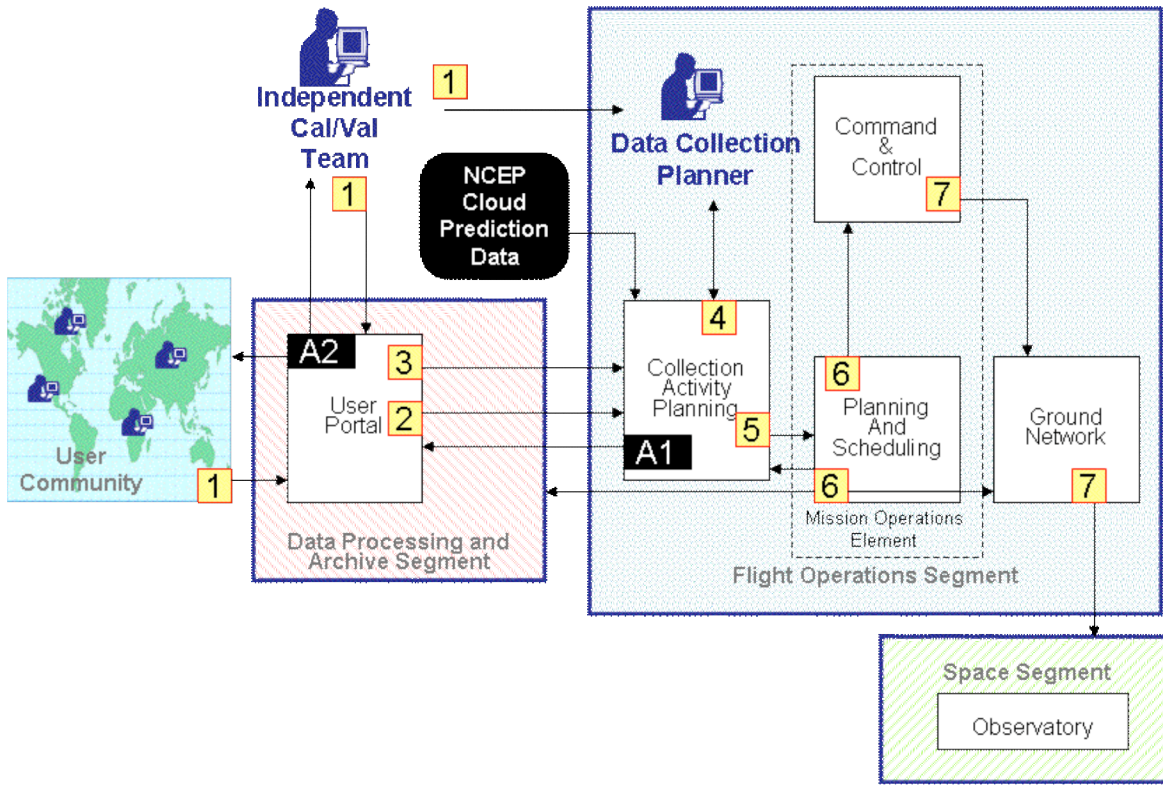 1
Independent
Cal/Val
Team
1
NCEP
Cloud
Prediction
Data
Data Collection
Planner
Command
&
Control
7
A2
3
User
Portal
2
User
Community
1
Data Processing and
Archive Segment
4
Collection
Activity
Planning
5
A1
6
Planning
And
Scheduling
6
Mission Operations
Element
Ground
Network
7
Flight Operations Segment
Space Segment
Observatory